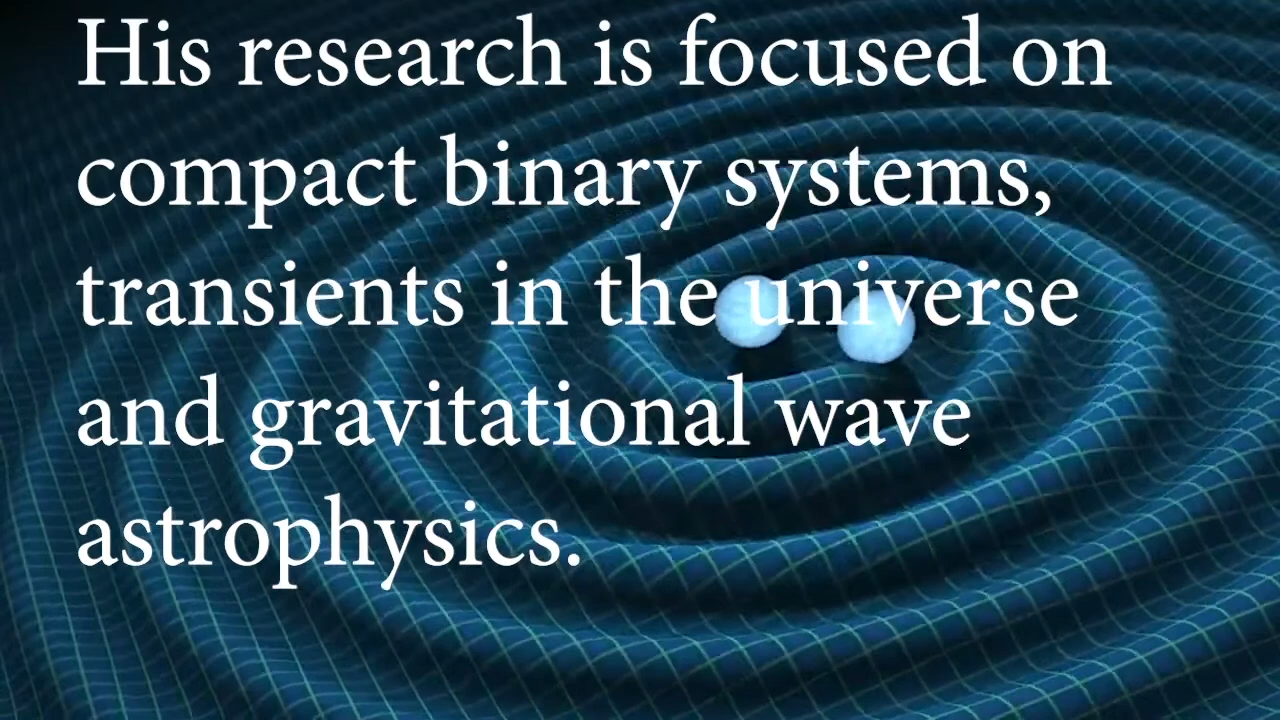 His research is focused on
compact binary systems,
transients in the universe
and gravitational wave
astrophysics.